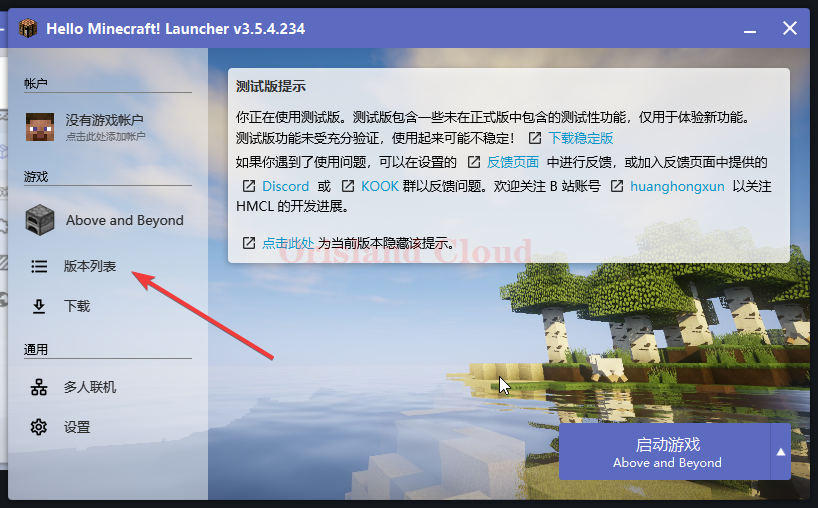 Hello Minecraft! Launcher v3.5.4.234
帐户
没有游戏帐户
点击此处添加帐户
游戏
Above and Beyond
版本列表
下载
通用
多人联机
设置
测试版提示
你正在使用测试版。测试版包含一些未在正式版中包含的测试性功能，仅用于体验新功能。
测试版功能未受充分验证，使用起来可能不稳定！ 下载稳定版
如果你遇到了使用问题，可以在设置的 反馈页面 中进行反馈，或加入反馈页面中提供的
Discord 或 KOOK 群以反馈问题。欢迎关注 B 站账号 huanghongxun 以关注
HMCL 的开发进展。
点击此处 为当前版本隐藏该提示。
Orisland Cloud
启动游戏
Above and Beyond